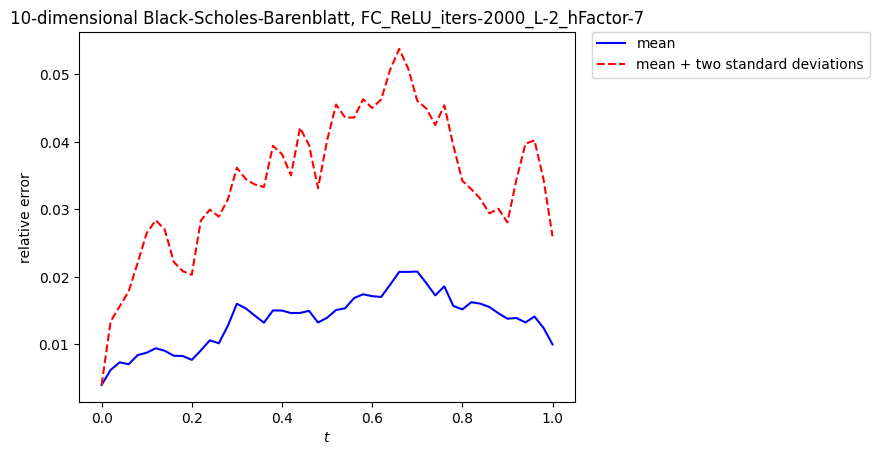 10-dimensional Black-Scholes-Barenblatt, FC_ReLU_iters-2000_L-2_hFactor-7
mean
mean + two standard deviations
relative error
0.05
0.04
0.03
0.02
0.01
0.0 0.2 0.4 0.6 0.8 1.0
t